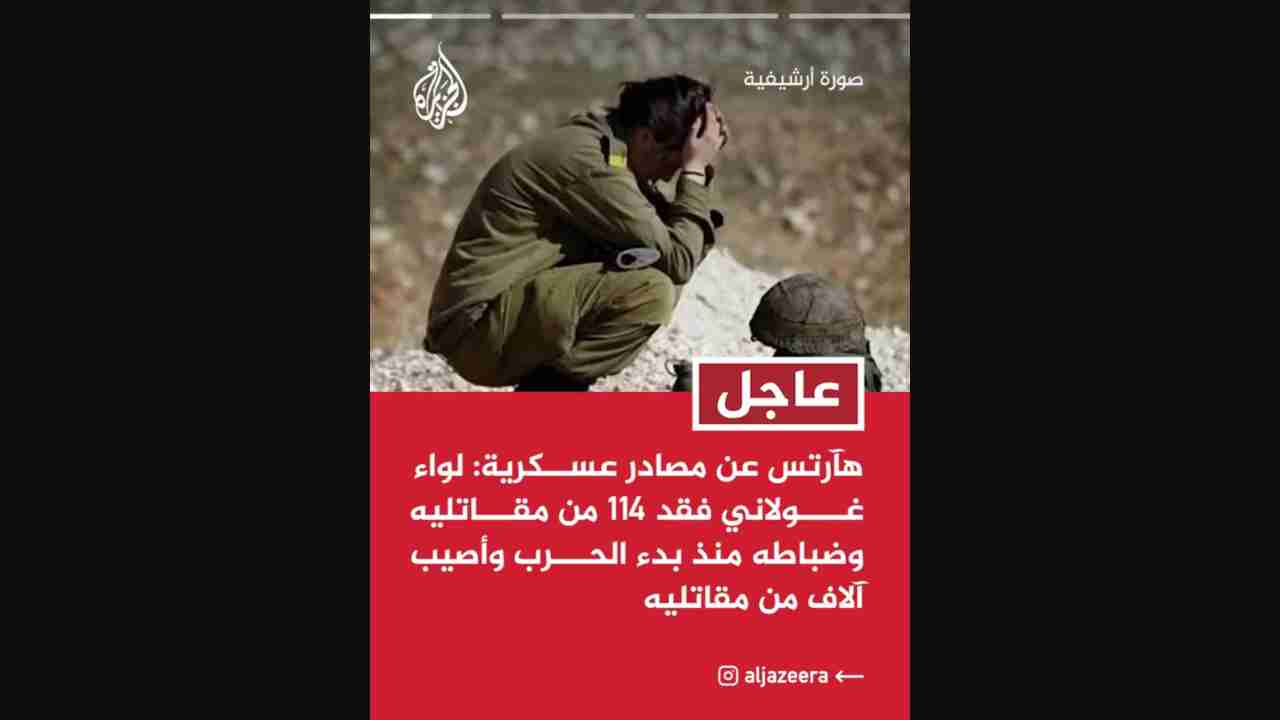 صورة أرشيفية
الجزيرة
عاجل
هآرتس عن مصادر عسكرية: لواء
غولاني فقد 114 من مقاتليه
وضباطه منذ بدء الحرب وأصيب
آلاف من مقاتليه
aljazeera